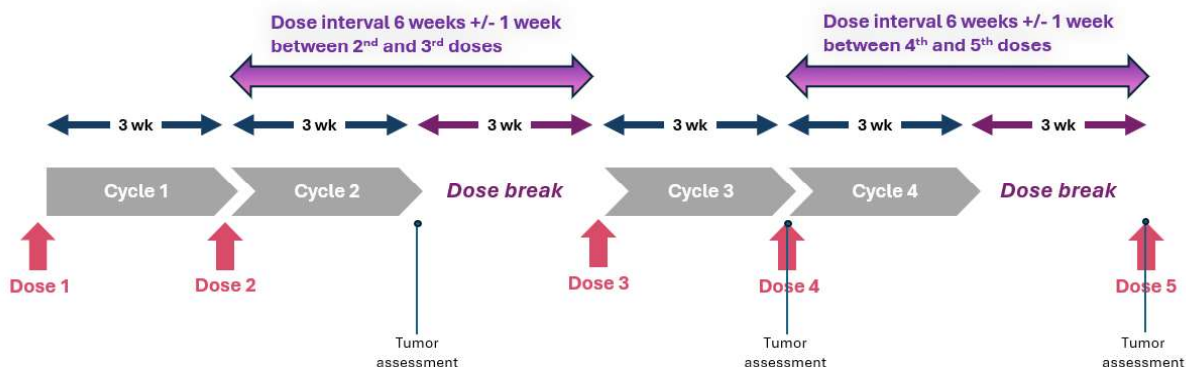 Dose interval 6 weeks +/- 1 week
between 2nd and 3rd doses
Dose interval 6 weeks +/- 1 week
between 4th and 5th doses
3 wk
3 wk
3 wk
3 wk
3 wk
3 wk
Cycle 1
Cycle 2
Dose break
Cycle 3
Cycle 4
Dose break
Dose 1
Dose 2
Dose 3
Dose 4
Dose 5
Tumor
assessment
Tumor
assessment
Tumor
assessment